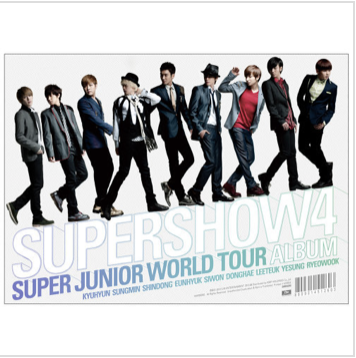 SUPERSHOW4
SUPER JUNIOR WORLD TOUR ALBUM
KYUHYUN SUNGMIN SHINDONG EUNHYUK SIWON DONGHAE LEETEUK YESUNG RYEOWOOK